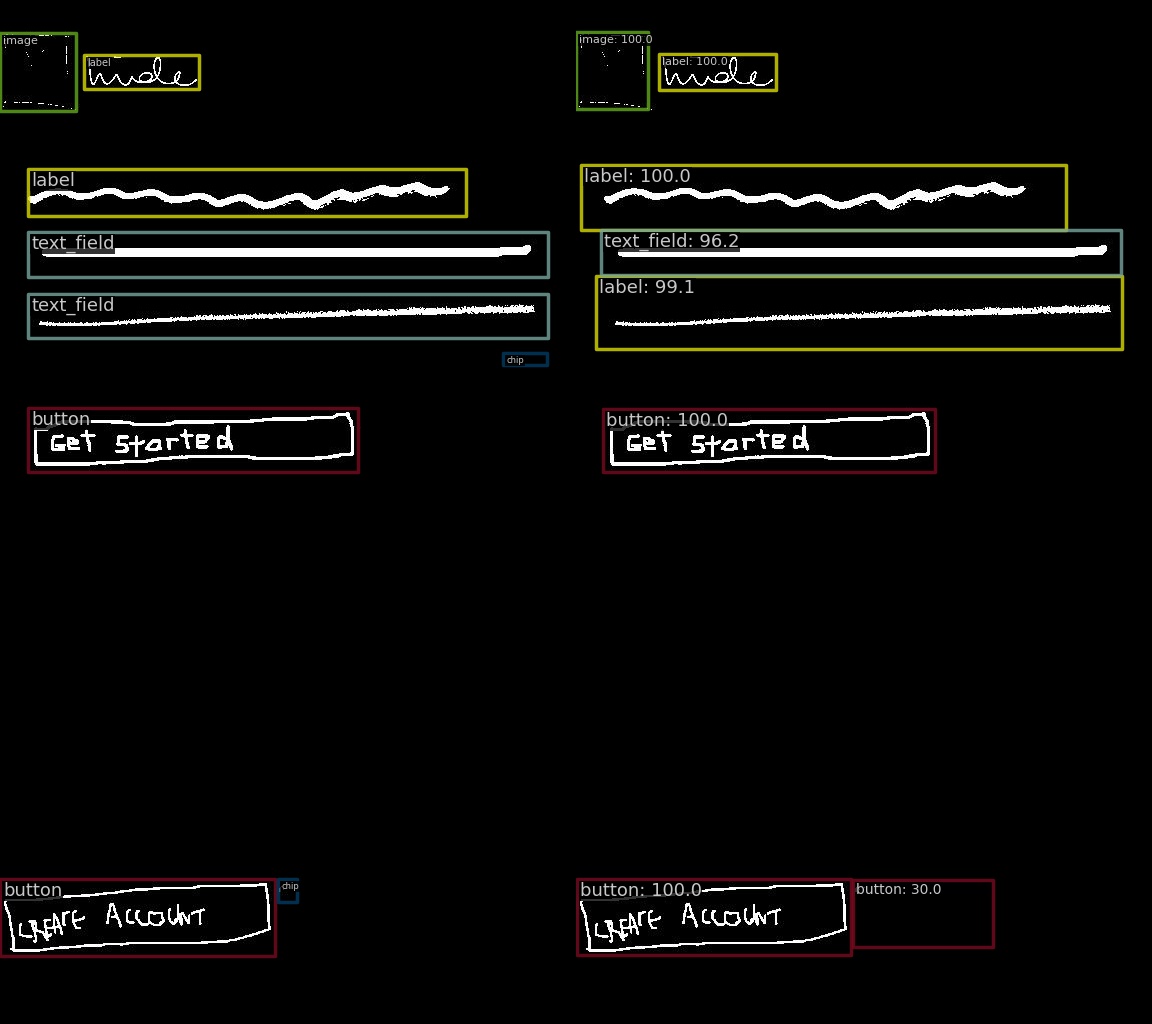 image image: 100.0
label label: 100.0
label label: 100.0
text_field text_field: 96.2
text_field label: 99.1
chip
button button: 100.0
Get Started Get Started
button chip button: 100.0 button: 30.0
CREATE ACCOUNT CREATE ACCOUNT